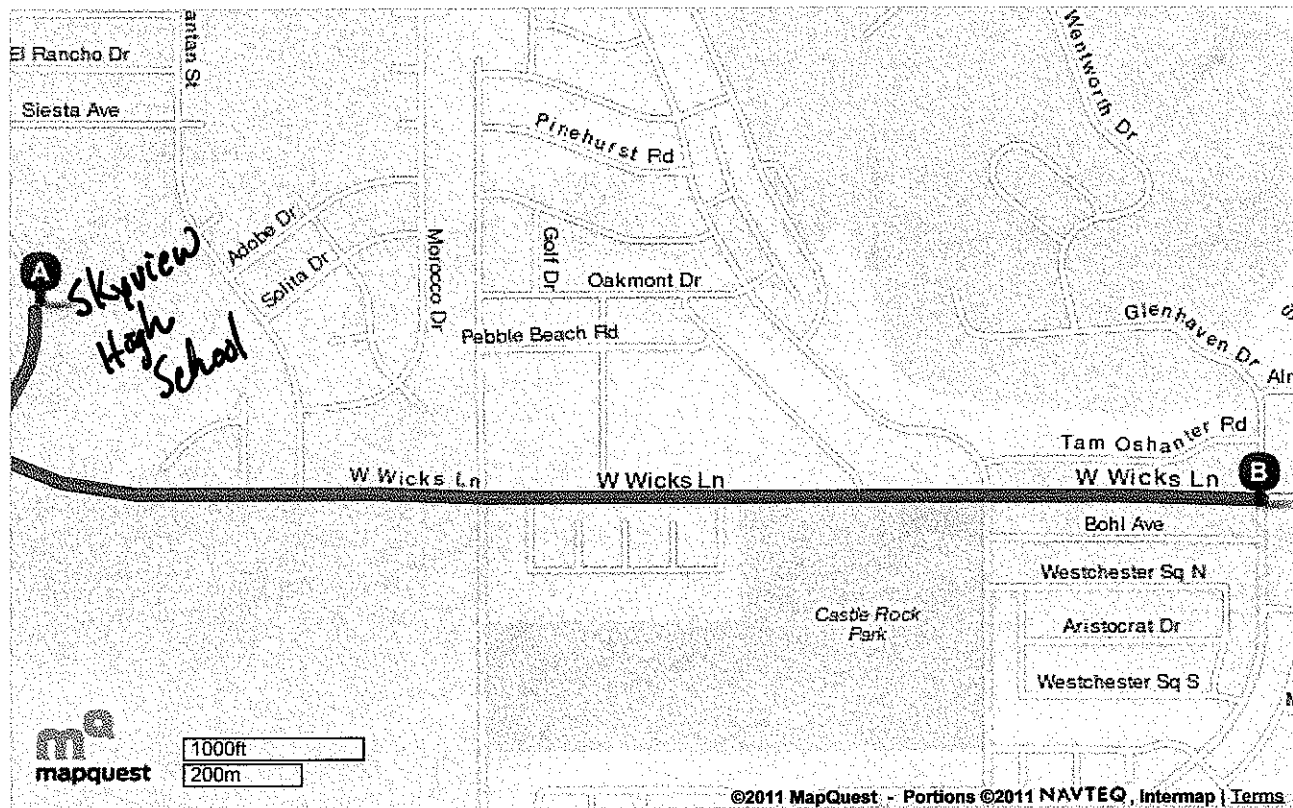 antan St
El Rancho Dr
Siesta Ave
Wentworth Dr
Pinehurst Rd
A
Skyview
High
School
Adobe Dr
Solita Dr
Morocco Dr
Golf Dr
Oakmont Dr
Pebble Beach Rd
Glenhaven Dr
Tam Oshanter Rd
W Wicks Ln
W Wicks Ln
W Wicks Ln
B
Bohl Ave
Westchester Sq N
Castle Rock
Park
Aristocrat Dr
Westchester Sq S
mq
mapquest
1000ft
200m
©2011 MapQuest - Portions ©2011 NAVTEQ, Intermap | Terms